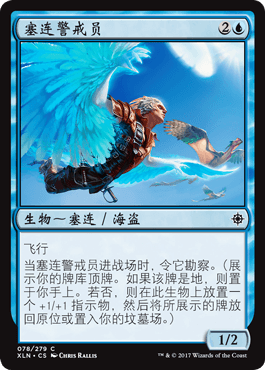 塞连警戒员 2
生物～塞连 / 海盗
飞行
当塞连警戒员进战场时，令它勘察。（展
示你的牌库顶牌。如果该牌是地，则置
于你手上。若否，则在此生物上放置一
个 +1/+1 指示物，然后将所展示的牌放
回原位或置入你的坟墓场。）
1/2
078/279 C
XLN • CS Chris Rallis
™ & © 2017 Wizards of the Coast